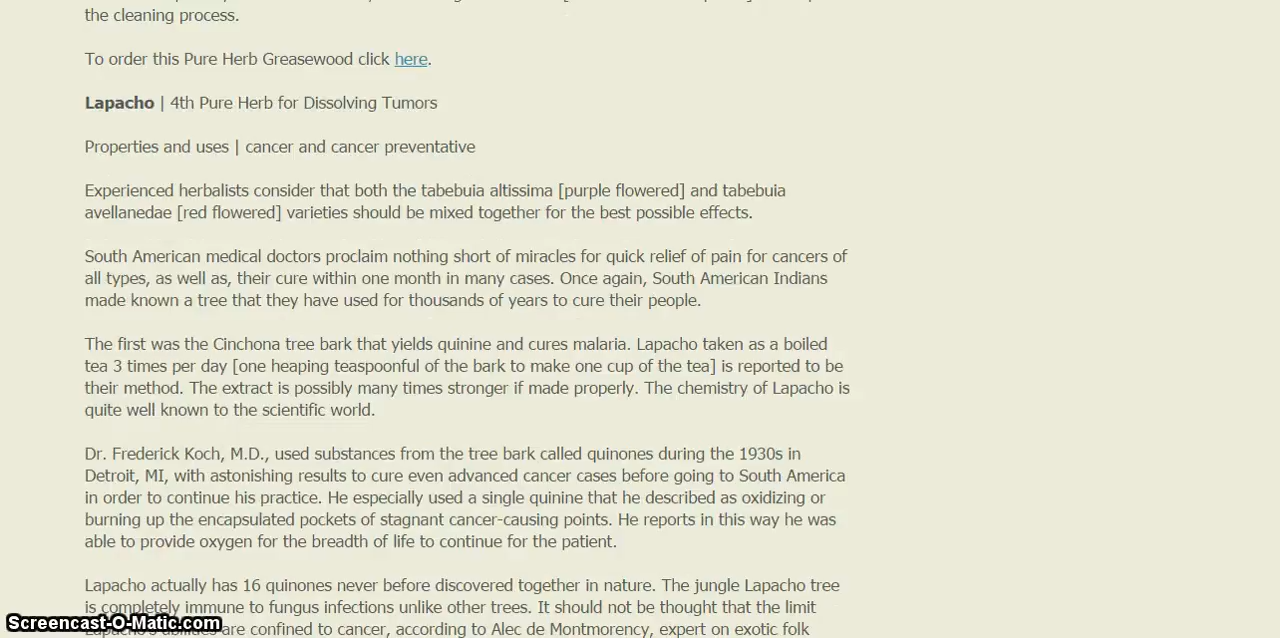 the cleaning process.
To order this Pure Herb Greasewood click here.
Lapacho | 4th Pure Herb for Dissolving Tumors
Properties and uses | cancer and cancer preventative
Experienced herbalists consider that both the tabebuia altissima [purple flowered] and tabebuia
avellanedae [red flowered] varieties should be mixed together for the best possible effects.
South American medical doctors proclaim nothing short of miracles for quick relief of pain for cancers of
all types, as well as, their cure within one month in many cases. Once again, South American Indians
made known a tree that they have used for thousands of years to cure their people.
The first was the Cinchona tree bark that yields quinine and cures malaria. Lapacho taken as a boiled
tea 3 times per day [one heaping teaspoonful of the bark to make one cup of the tea] is reported to be
their method. The extract is possibly many times stronger if made properly. The chemistry of Lapacho is
quite well known to the scientific world.
Dr. Frederick Koch, M.D., used substances from the tree bark called quinones during the 1930s in
Detroit, MI, with astonishing results to cure even advanced cancer cases before going to South America
in order to continue his practice. He especially used a single quinine that he described as oxidizing or
burning up the encapsulated pockets of stagnant cancer-causing points. He reports in this way he was
able to provide oxygen for the breadth of life to continue for the patient.
Lapacho actually has 16 quinones never before discovered together in nature. The jungle Lapacho tree
is completely immune to fungus infections unlike other trees. It should not be thought that the limit
Lapacho's abilities are confined to cancer, according to Alec de Montmorency, expert on exotic folk
Screencast-O-Matic.com